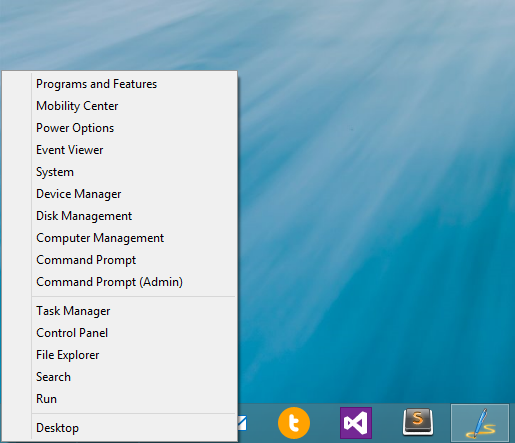 Programs and Features
Mobility Center
Power Options
Event Viewer
System
Device Manager
Disk Management
Computer Management
Command Prompt
Command Prompt (Admin)
Task Manager
Control Panel
File Explorer
Search
Run
Desktop
t
S